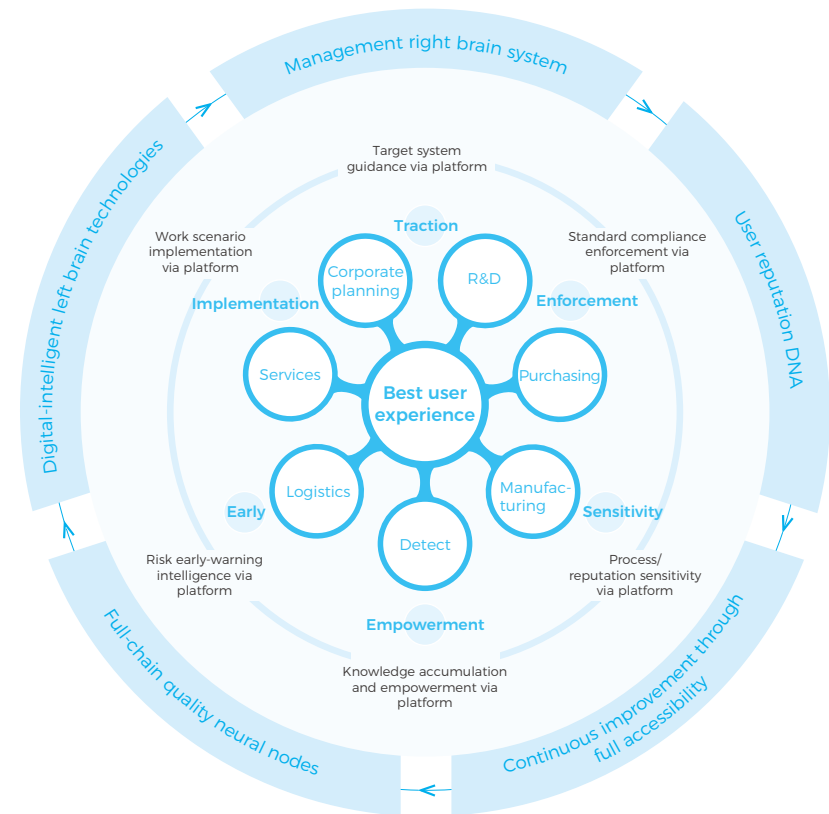 Management right brain system
User reputation DNA
Continuous improvement through
full accessibility
Full-chain quality neural nodes
Digital-intelligent left brain technologies
Target system
guidance via platform
Traction
Standard compliance
enforcement via
platform
Enforcement
Sensitivity
Process/
reputation sensitivity
via platform
Empowerment
Knowledge accumulation
and empowerment via
platform
Early
Risk early-warning
intelligence via
platform
Work scenario
implementation
via platform
Implementation
Corporate
planning
R&D
Purchasing
Manufac-
turing
Detect
Logistics
Services
Best user
experience